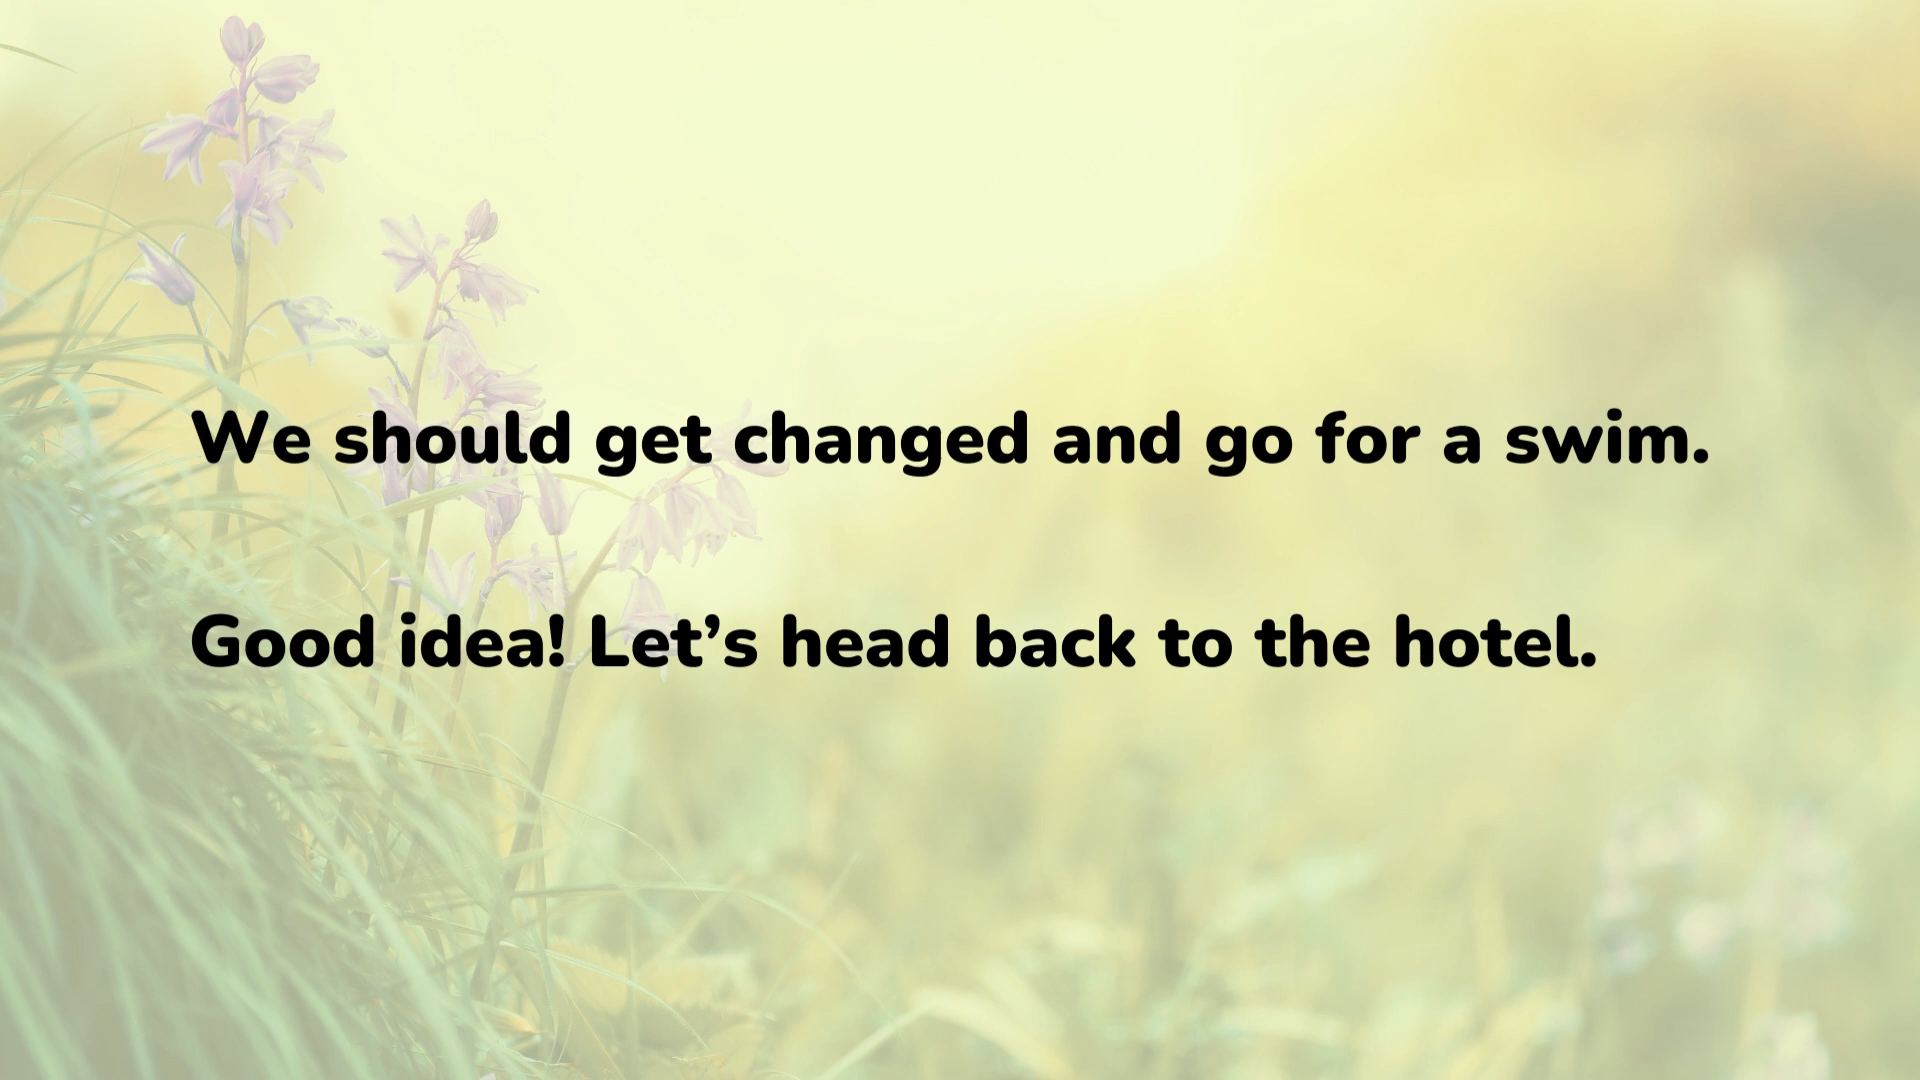 We should get changed and go for a swim.
Good idea! Let’s head back to the hotel.